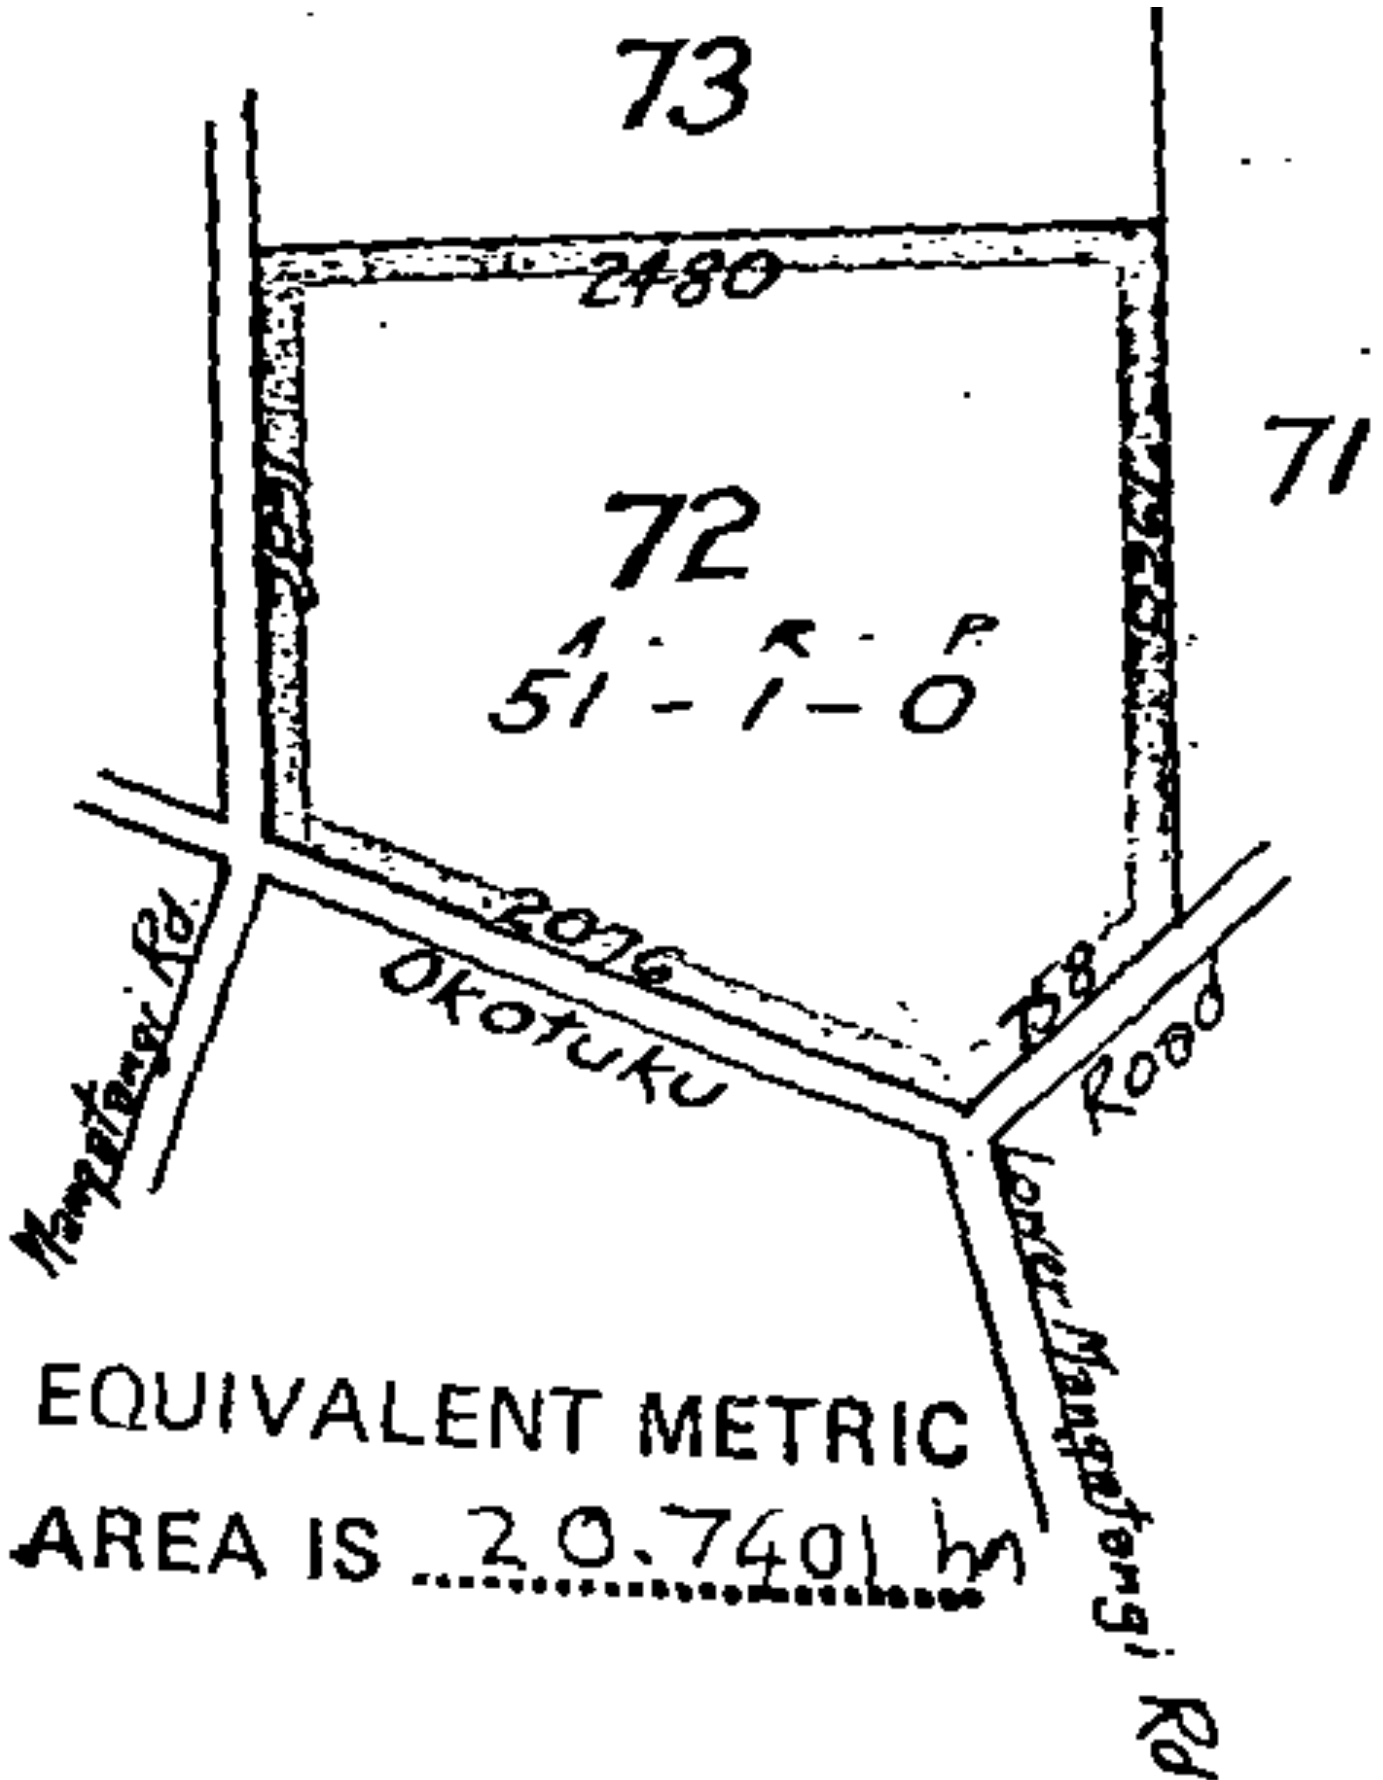 73
2480
71
72
A. - R - P.
51 - 1 - 0
2076
758
Okotuku
Road
Mangatangi Rd.
Lower Mangatangi Rd
EQUIVALENT METRIC
AREA IS 20.7401 ha